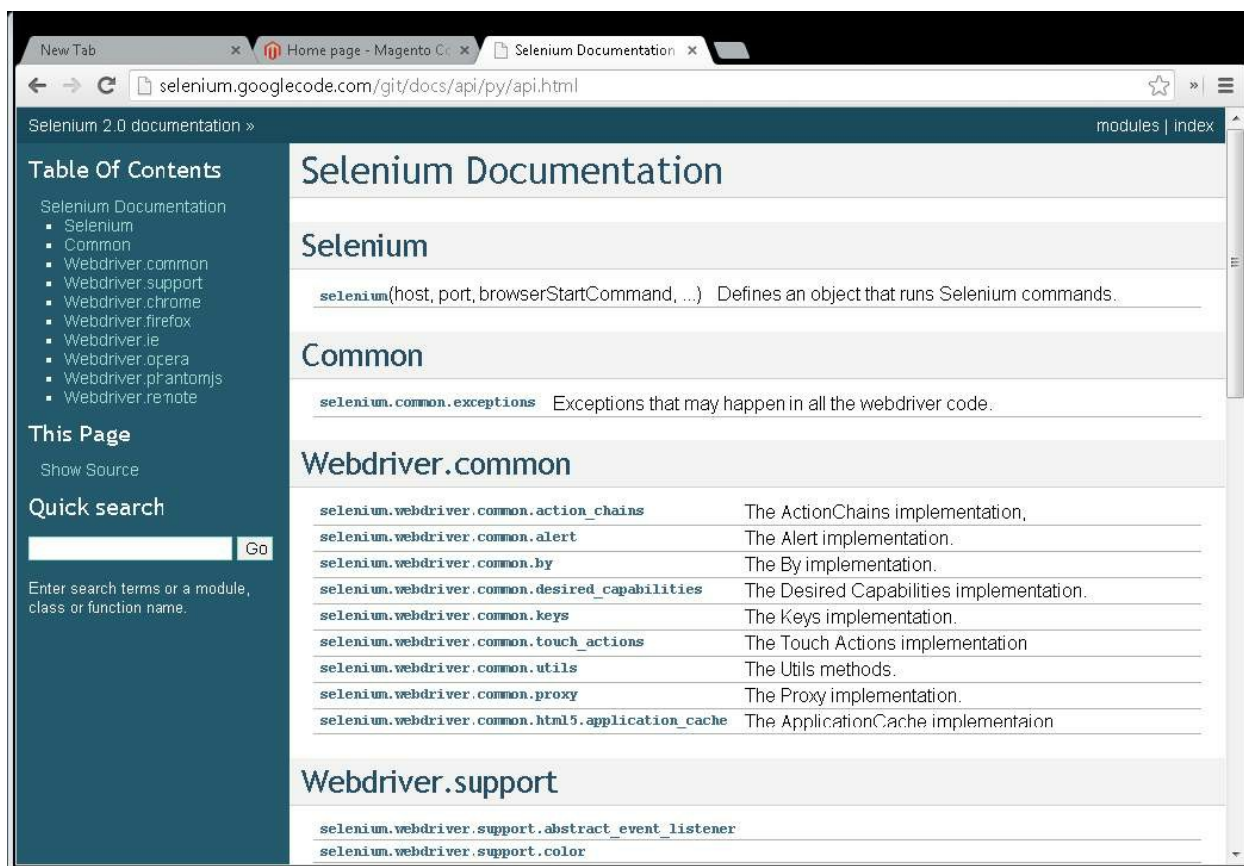 New Tab
Home page - Magento Co
Selenium Documentation
selenium.googlecode.com/git/docs/api/py/api.html
Selenium 2.0 documentation »
modules | index
Table Of Contents
Selenium Documentation
Selenium
Common
Webdriver.common
Webdriver.support
Webdriver.chrome
Webdriver.firefox
Webdriver.ie
Webdriver.opera
Webdriver.phantomjs
Webdriver.remote
This Page
Show Source
Quick search
Go
Enter search terms or a module,
class or function name.
Selenium Documentation
Selenium
selenium(host, port, browserStartCommand, ...) Defines an object that runs Selenium commands.
Common
selenium.common.exceptions Exceptions that may happen in all the webdriver code.
Webdriver.common
selenium.webdriver.common.action_chains The ActionChains implementation,
selenium.webdriver.common.alert The Alert implementation.
selenium.webdriver.common.by The By implementation.
selenium.webdriver.common.desired_capabilities The Desired Capabilities implementation.
selenium.webdriver.common.keys The Keys implementation.
selenium.webdriver.common.touch_actions The Touch Actions implementation
selenium.webdriver.common.utils The Utils methods.
selenium.webdriver.common.proxy The Proxy implementation.
selenium.webdriver.common.html5.application_cache The ApplicationCache implementaion
Webdriver.support
selenium.webdriver.support.abstract_event_listener
selenium.webdriver.support.color